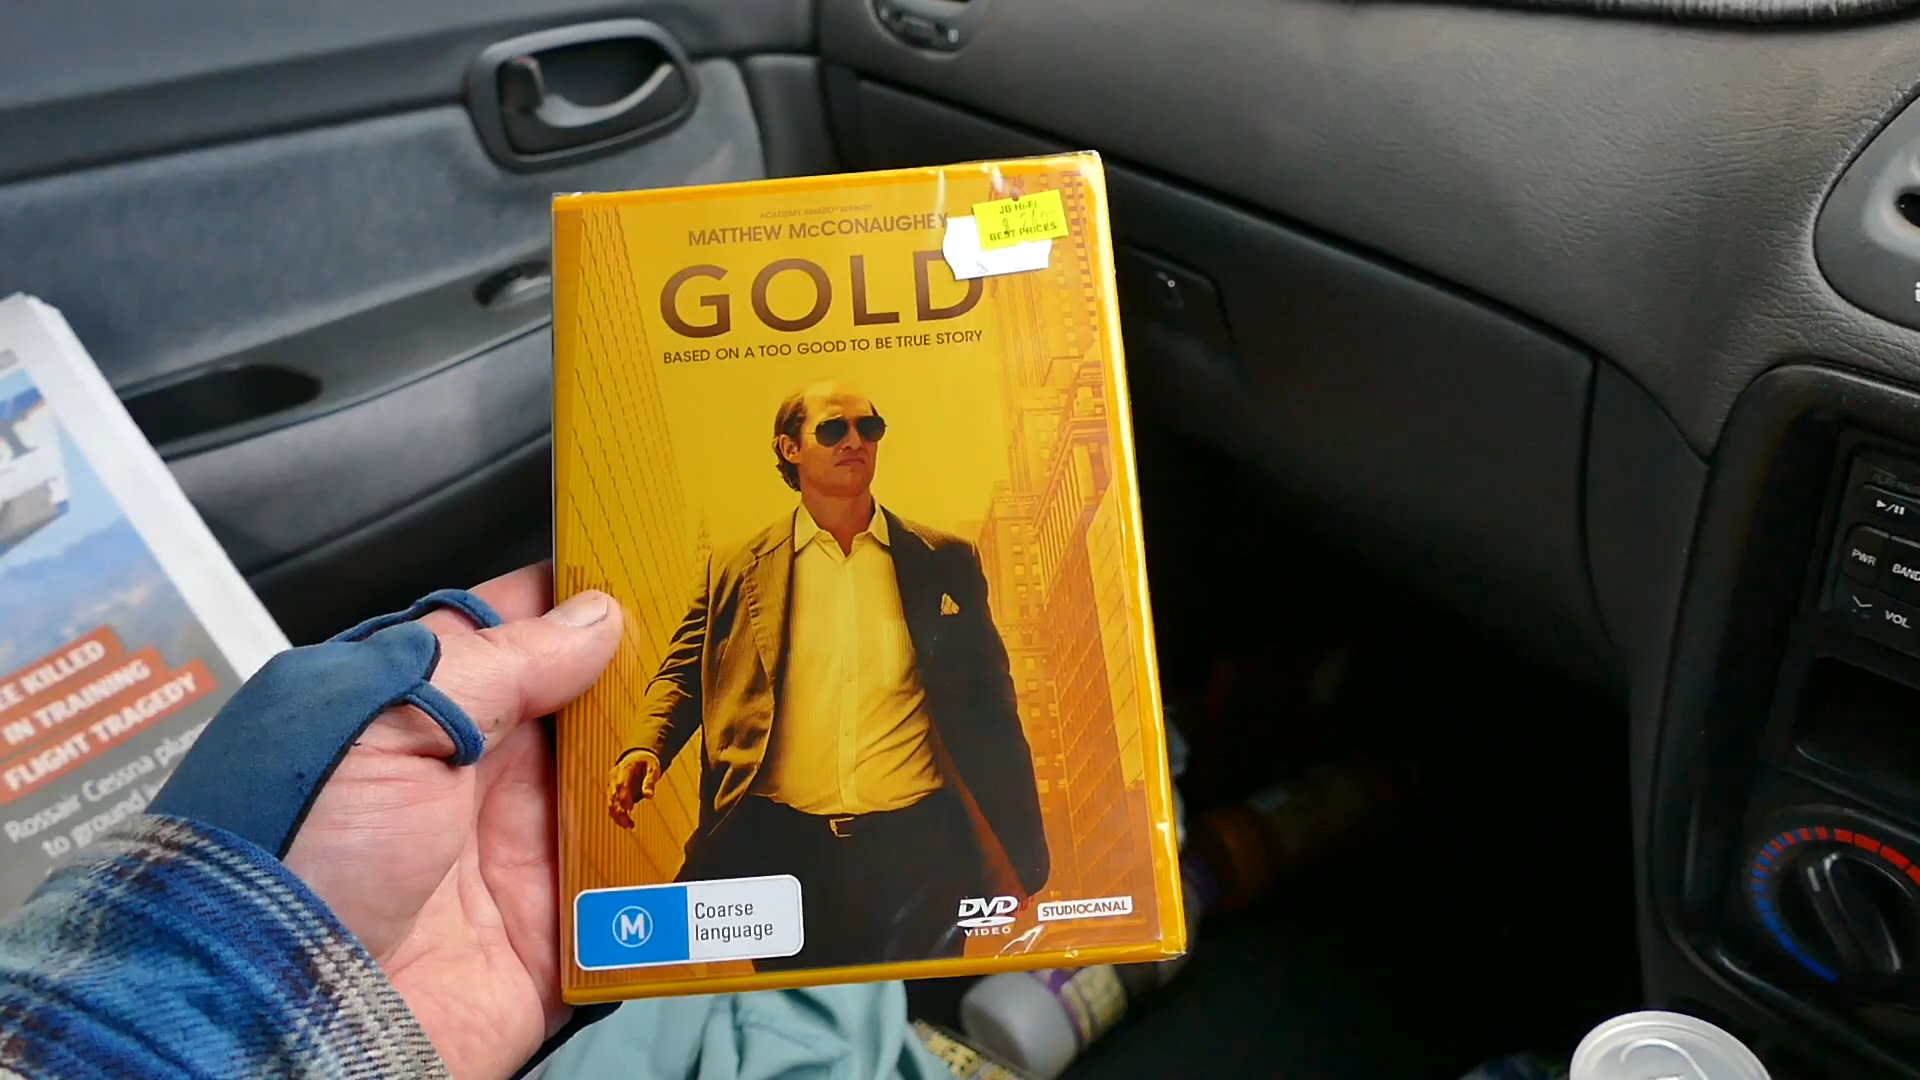 ACADEMY AWARD® WINNER
MATTHEW McCONAUGHEY
GOLD
BASED ON A TOO GOOD TO BE TRUE STORY
JB HI-FI
BEST PRICES
M
Coarse
language
DVD
VIDEO
STUDIOCANAL
KILLED
IN TRAINING
FLIGHT TRAGEDY
Rossair Cessna
to ground
PWR
BAND
VOL